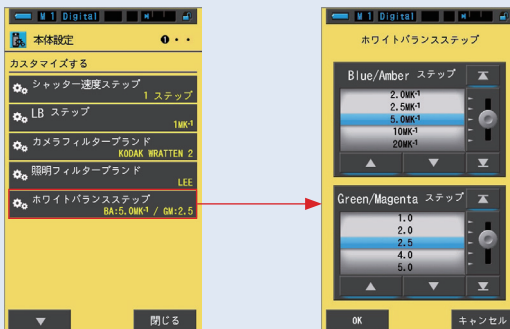 M 1 Digital
本体設定
❶・・
カスタマイズする
シャッター速度ステップ
1 ステップ
LB ステップ
1MK⁻¹
カメラフィルターブランド
KODAK WRATTEN 2
照明フィルターブランド
LEE
ホワイトバランスステップ
BA:5.0MK⁻¹ / GM:2.5
閉じる
M 1 Digital
ホワイトバランスステップ
Blue/Amber ステップ
2.0MK⁻¹
2.5MK⁻¹
5.0MK⁻¹
10MK⁻¹
20MK⁻¹
Green/Magenta ステップ
1.0
2.0
2.5
4.0
5.0
OK
キャンセル